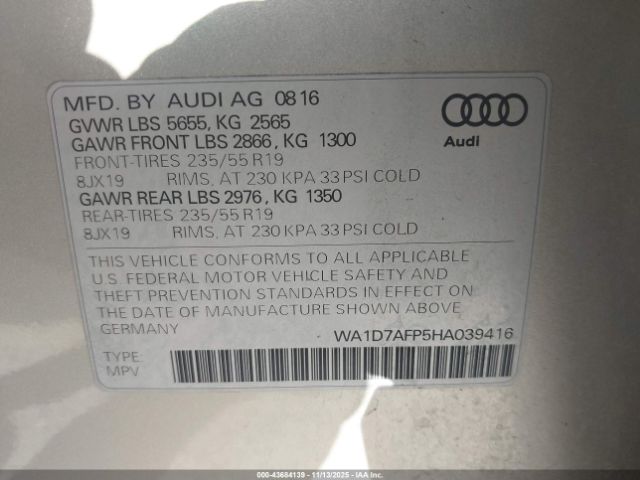 MFD. BY AUDI AG 0816
GVWR LBS 5655, KG 2565
GAWR FRONT LBS 2866, KG 1300
FRONT-TIRES 235/55 R19
8JX19 RIMS, AT 230 KPA 33 PSI COLD
GAWR REAR LBS 2976, KG 1350
REAR-TIRES 235/55 R19
8JX19 RIMS, AT 230 KPA 33 PSI COLD
Audi
THIS VEHICLE CONFORMS TO ALL APPLICABLE
U.S. FEDERAL MOTOR VEHICLE SAFETY AND
THEFT PREVENTION STANDARDS IN EFFECT ON
THE DATE OF MANUFACTURE SHOWN ABOVE
GERMANY
WA1D7AFP5HA039416
TYPE:
MPV
000-43684139 | 11/13/2025 - IAAI.com